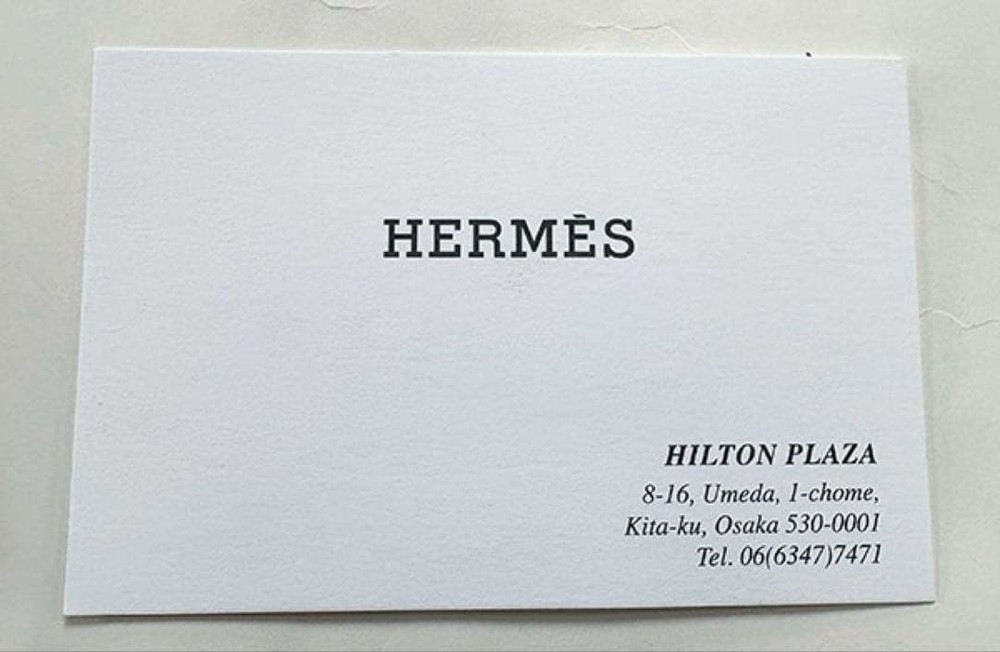 HERMÈS
HILTON PLAZA
8-16, Umeda, 1-chome,
Kita-ku, Osaka 530-0001
Tel. 06(6347)7471